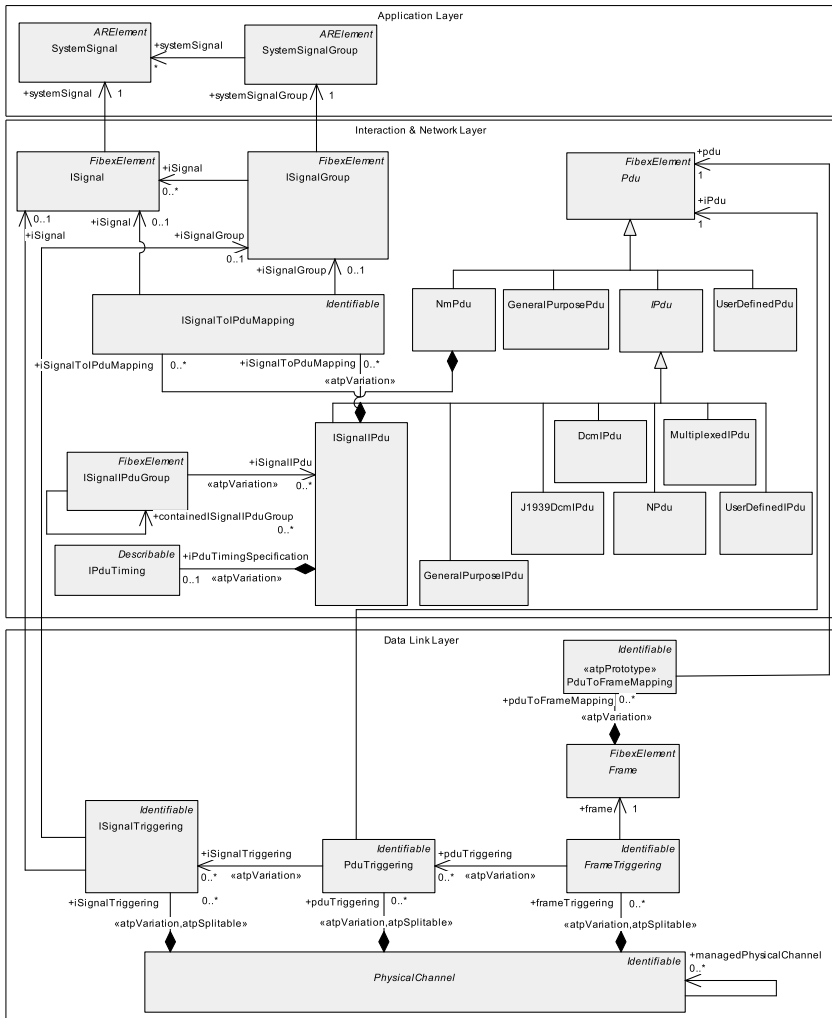 Application Layer
ARElement
SystemSignal
+systemSignal
*
ARElement
SystemSignalGroup
+systemSignal
1
+systemSignalGroup
1
Interaction & Network Layer
FibexElement
ISignal
+iSignal
0..*
FibexElement
ISignalGroup
FibexElement
Pdu
+pdu
1
+iPdu
1
0..1
+iSignal
+iSignal
0..1
+iSignalGroup
0..1
+iSignalGroup
0..1
Identifiable
ISignalToIPduMapping
NmPdu
GeneralPurposePdu
IPdu
UserDefinedPdu
+iSignalToIPduMapping
0..*
+iSignalToPduMapping
0..*
«atpVariation»
ISignalIPdu
DcmIPdu
MultiplexedIPdu
FibexElement
ISignalIPduGroup
+iSignalIPdu
«atpVariation»
0..*
+containedISignalIPduGroup
0..*
J1939DcmIPdu
NPdu
UserDefinedIPdu
Describable
IPduTiming
+iPduTimingSpecification
0..1
«atpVariation»
GeneralPurposeIPdu
Data Link Layer
Identifiable
«atpPrototype»
PduToFrameMapping
+pduToFrameMapping
0..*
«atpVariation»
FibexElement
Frame
+frame
1
Identifiable
ISignalTriggering
+iSignalTriggering
0..*
«atpVariation»
Identifiable
PduTriggering
+pduTriggering
0..*
«atpVariation»
Identifiable
FrameTriggering
+iSignalTriggering
0..*
«atpVariation,atpSplitable»
+pduTriggering
0..*
«atpVariation,atpSplitable»
+frameTriggering
0..*
«atpVariation,atpSplitable»
Identifiable
PhysicalChannel
+managedPhysicalChannel
0..*